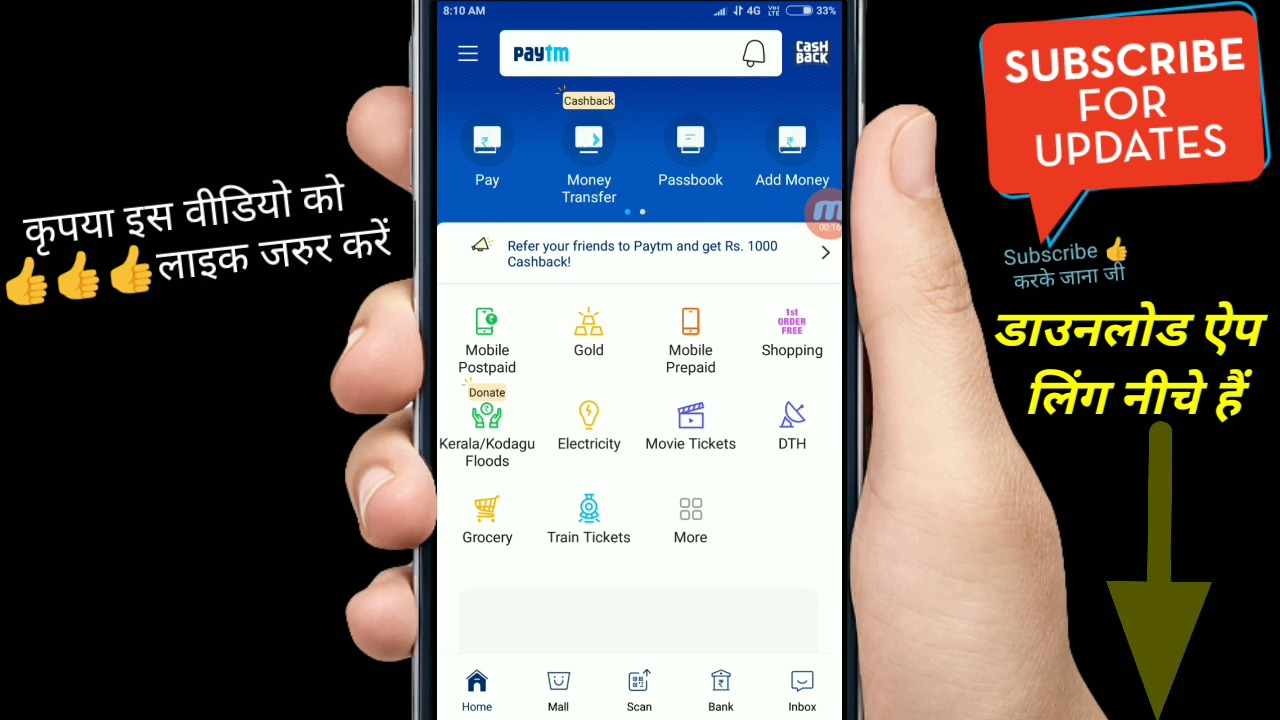 8:10 AM
4G
VoLTE
33%
paytm
CASH
BACK
Cashback
Pay
Money
Transfer
Passbook
Add Money
00:16
Refer your friends to Paytm and get Rs. 1000
Cashback!
Mobile
Postpaid
Gold
Mobile
Prepaid
1st
ORDER
FREE
Shopping
Donate
Kerala/Kodagu
Floods
Electricity
Movie Tickets
DTH
Grocery
Train Tickets
More
Home
Mall
Scan
Bank
Inbox
कृपया इस वीडियो को
👍👍👍लाइक जरुर करें
SUBSCRIBE
FOR
UPDATES
Subscribe 👍
करके जाना जी
डाउनलोड ऐप
लिंग नीचे हैं